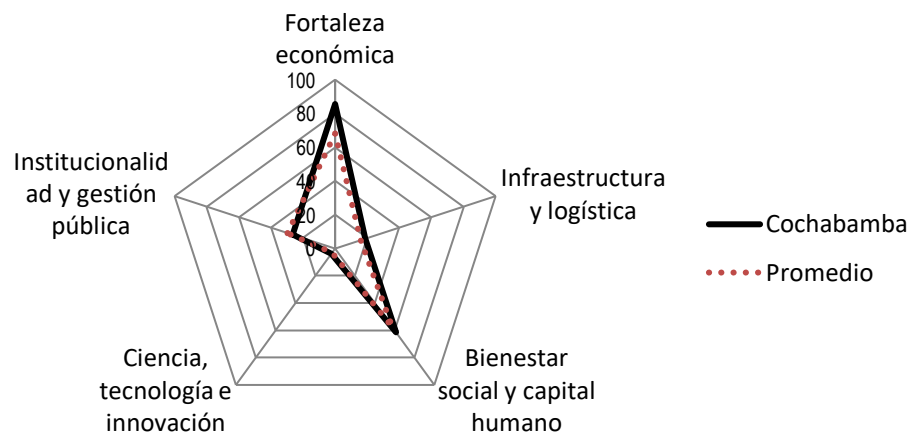 Fortaleza
económica
100
80
60
40
20
0
Infraestructura
y logística
Bienestar
social y capital
humano
Ciencia,
tecnología e
innovación
Institucionalid
ad y gestión
pública
Cochabamba
Promedio